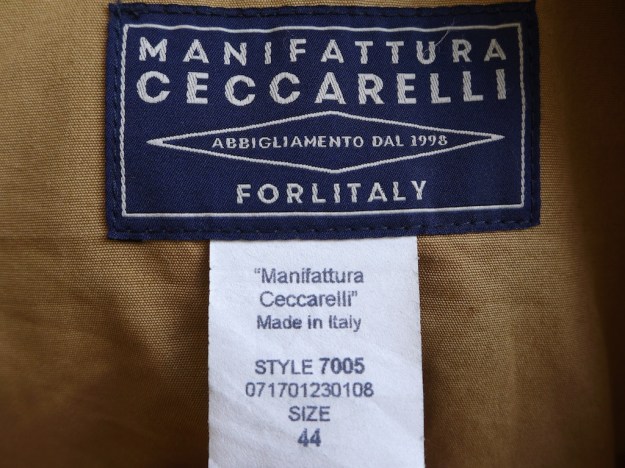 MANIFATTURA
CECCARELLI
ABBIGLIAMENTO DAL 1998
FORLITALY
"Manifattura
Ceccarelli"
Made in Italy
STYLE 7005
071701230108
SIZE
44